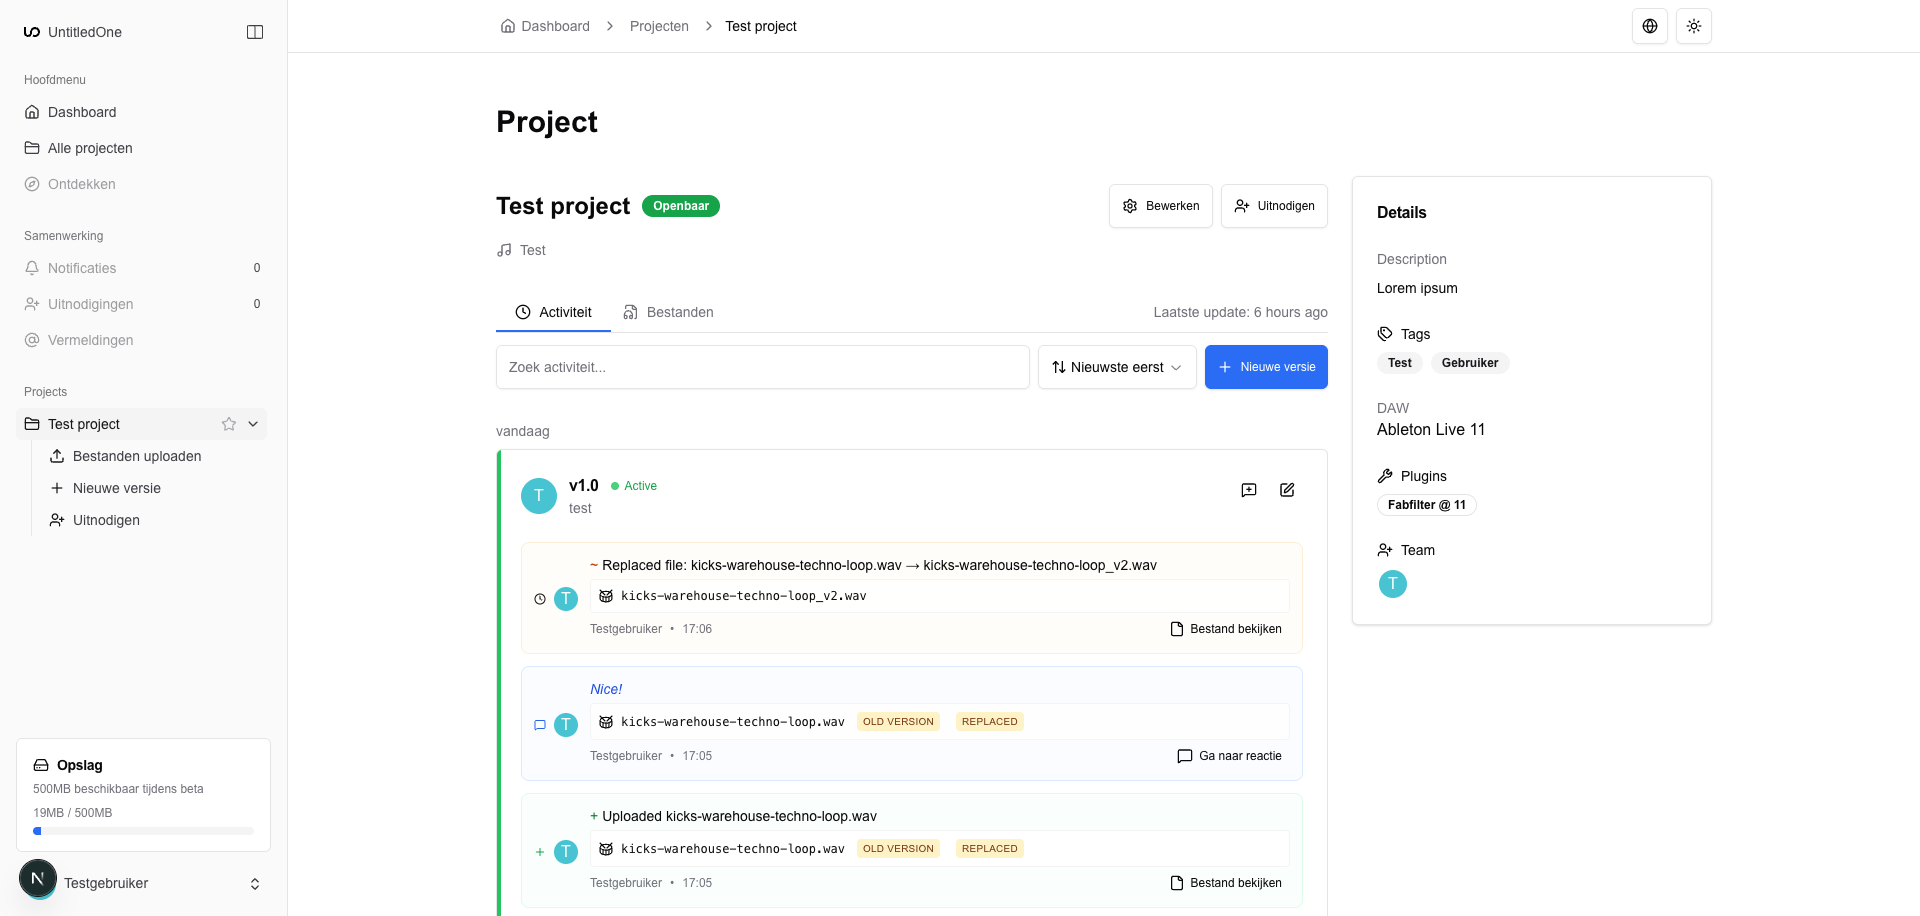 UntitledOne
Hoofdmenu
Dashboard
Alle projecten
Ontdekken
Samenwerking
Notificaties 0
Uitnodigingen 0
Vermeldingen
Projects
Test project
Bestanden uploaden
Nieuwe versie
Uitnodigen
Opslag
500MB beschikbaar tijdens beta
19MB / 500MB
N Testgebruiker
Dashboard > Projecten > Test project
Project
Test project Openbaar
Bewerken Uitnodigen
Test
Activiteit Bestanden Laatste update: 6 hours ago
Zoek activiteit... Nieuwste eerst + Nieuwe versie
vandaag
T v1.0 Active
test
~ Replaced file: kicks-warehouse-techno-loop.wav → kicks-warehouse-techno-loop_v2.wav
T kicks-warehouse-techno-loop_v2.wav
Testgebruiker • 17:06 Bestand bekijken
Nice!
T kicks-warehouse-techno-loop.wav OLD VERSION REPLACED
Testgebruiker • 17:05 Ga naar reactie
+ Uploaded kicks-warehouse-techno-loop.wav
+ T kicks-warehouse-techno-loop.wav OLD VERSION REPLACED
Testgebruiker • 17:05 Bestand bekijken
Details
Description
Lorem ipsum
Tags
Test Gebruiker
DAW
Ableton Live 11
Plugins
Fabfilter @ 11
Team
T